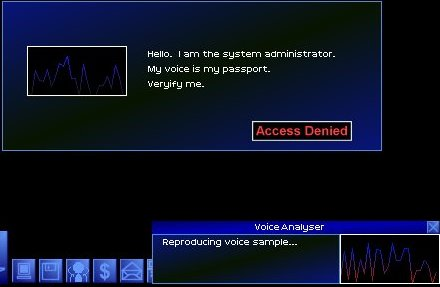 Hello. I am the system administrator.
My voice is my passport.
Veryify me.
Access Denied
Voice Analyser
Reproducing voice sample...